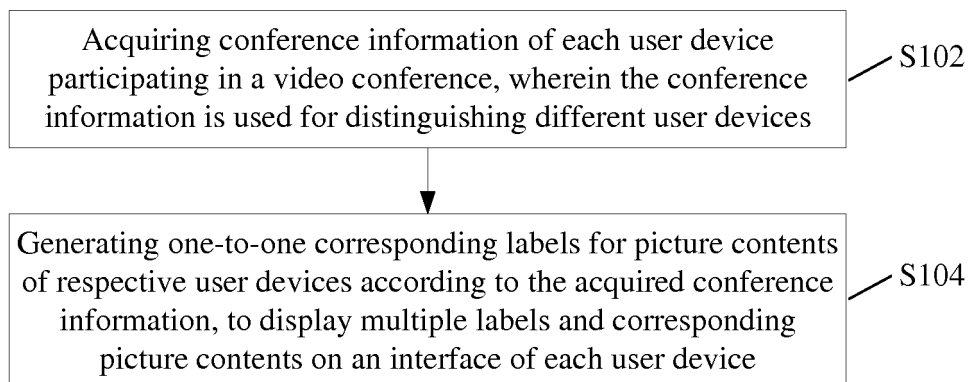 Acquiring conference information of each user device
participating in a video conference, wherein the conference
information is used for distinguishing different user devices
S102
Generating one-to-one corresponding labels for picture contents
of respective user devices according to the acquired conference
information, to display multiple labels and corresponding
picture contents on an interface of each user device
S104